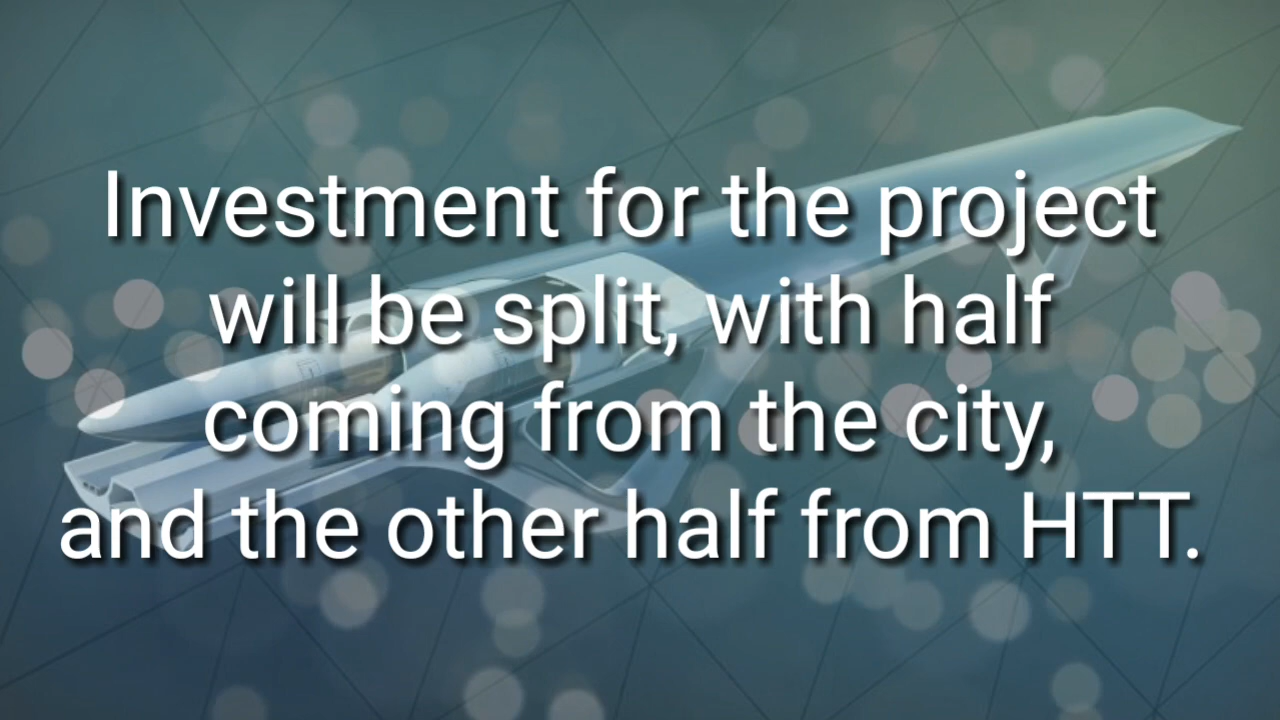 Investment for the project
will be split, with half
coming from the city,
and the other half from HTT.